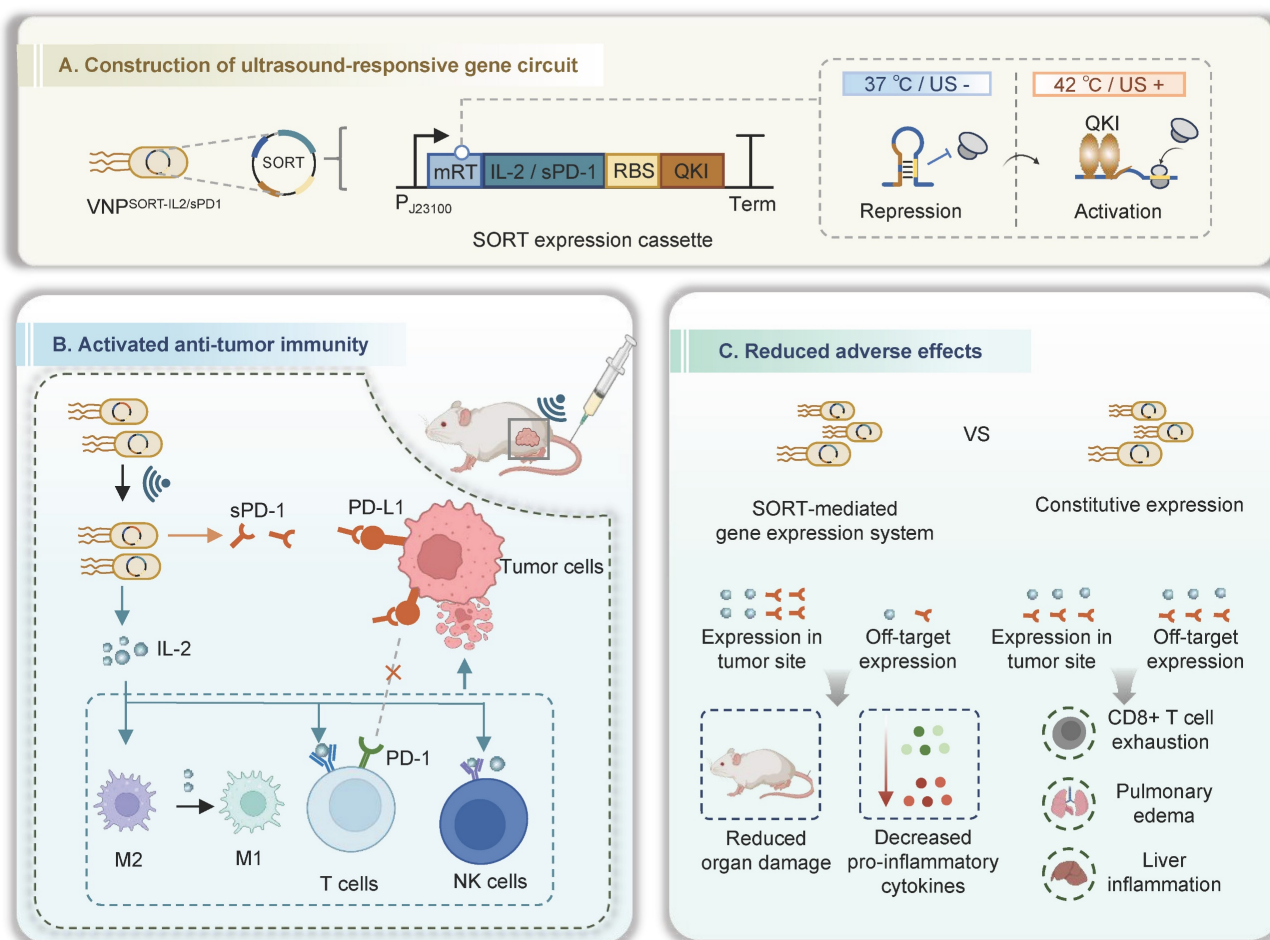 A. Construction of ultrasound-responsive gene circuit
VNPSORT-IL2/sPD1
SORT
mRT
IL-2 / sPD-1
RBS
QKI
PJ23100
Term
SORT expression cassette
37 °C / US -
42 °C / US +
QKI
Repression
Activation
B. Activated anti-tumor immunity
sPD-1
PD-L1
Tumor cells
IL-2
PD-1
M2
M1
T cells
NK cells
C. Reduced adverse effects
VS
SORT-mediated
gene expression system
Constitutive expression
Expression in
tumor site
Off-target
expression
Expression in
tumor site
Off-target
expression
Reduced
organ damage
Decreased
pro-inflammatory
cytokines
CD8+ T cell
exhaustion
Pulmonary
edema
Liver
inflammation